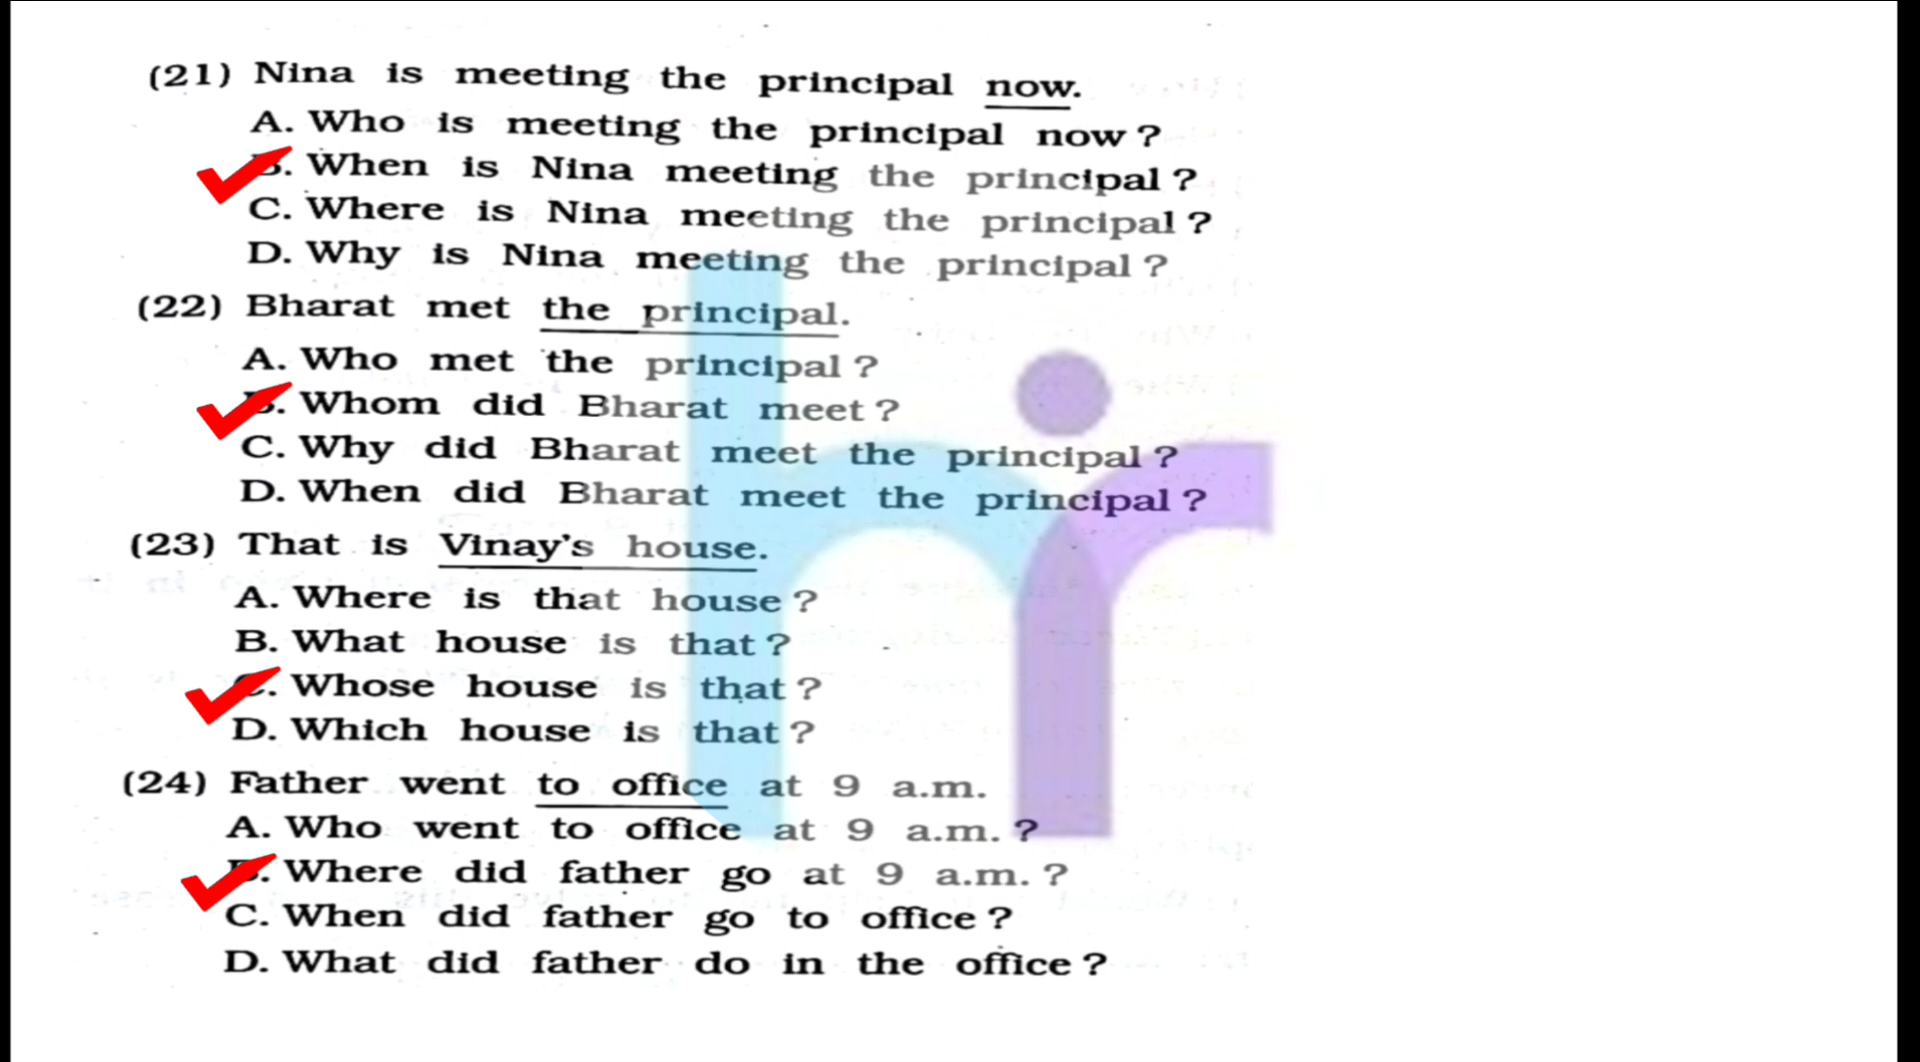 (21) Nina is meeting the principal now.
A. Who is meeting the principal now ?
B. When is Nina meeting the principal ?
C. Where is Nina meeting the principal ?
D. Why is Nina meeting the principal ?
(22) Bharat met the principal.
A. Who met the principal ?
B. Whom did Bharat meet ?
C. Why did Bharat meet the principal ?
D. When did Bharat meet the principal ?
(23) That is Vinay's house.
A. Where is that house ?
B. What house is that ?
C. Whose house is that ?
D. Which house is that ?
(24) Father went to office at 9 a.m.
A. Who went to office at 9 a.m. ?
B. Where did father go at 9 a.m. ?
C. When did father go to office ?
D. What did father do in the office ?